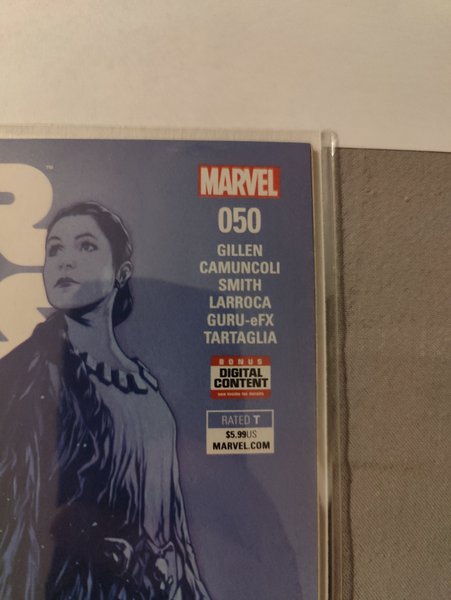 R
MARVEL
050
GILLEN
CAMUNCOLI
SMITH
LARROCA
GURU-eFX
TARTAGLIA
BONUS
DIGITAL
CONTENT
RATED T
$5.99US
MARVEL.COM